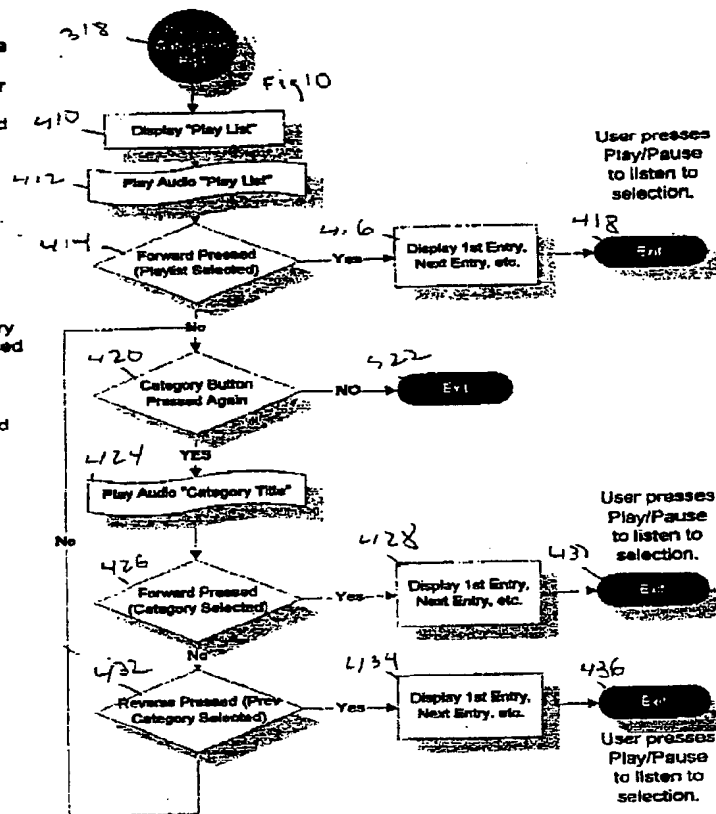 318
Fig10
410
Display "Play List"
412
Play Audio "Play List"
User presses
Play/Pause
to listen to
selection.
414
Forward Pressed
(Playlist Selected)
Yes
416
Display 1st Entry,
Next Entry, etc.
418
Exit
No
420
Category Button
Pressed Again
NO
422
Exit
YES
424
Play Audio "Category Title"
User presses
Play/Pause
to listen to
selection.
No
426
Forward Pressed
(Category Selected)
Yes
428
Display 1st Entry,
Next Entry, etc.
Exit
No
432
Reverse Pressed (Prev
Category Selected)
Yes
434
Display 1st Entry,
Next Entry, etc.
436
Exit
User presses
Play/Pause
to listen to
selection.